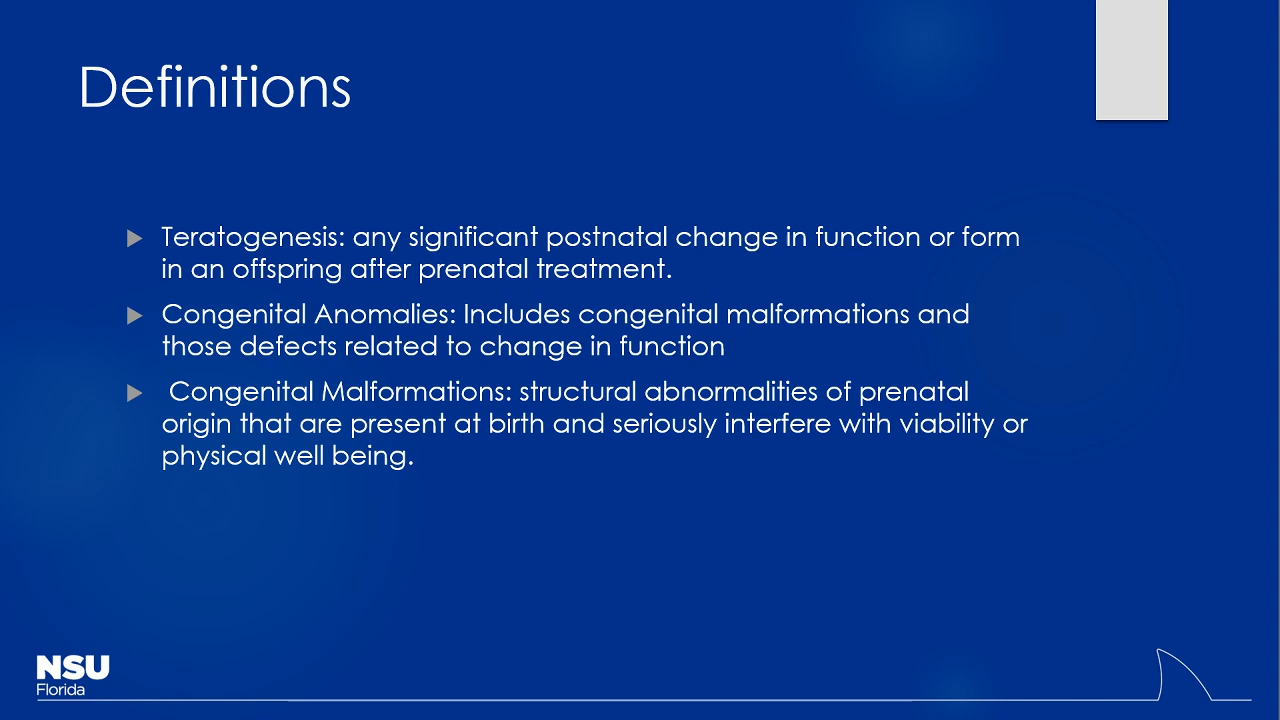 Definitions
Teratogenesis: any significant postnatal change in function or form
in an offspring after prenatal treatment.
Congenital Anomalies: Includes congenital malformations and
those defects related to change in function
Congenital Malformations: structural abnormalities of prenatal
origin that are present at birth and seriously interfere with viability or
physical well being.
NSU
Florida